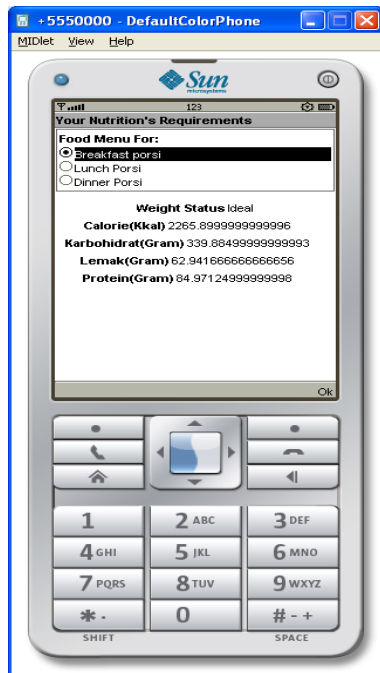 +5550000 - DefaultColorPhone
MIDlet View Help
Sun
microsystems
123
Your Nutrition's Requirements
Food Menu For:
Breakfast porsi
Lunch Porsi
Dinner Porsi
Weight Status Ideal
Calorie(Kkal) 2265.8999999999996
Karbohidrat(Gram) 339.88499999999993
Lemak(Gram) 62.941666666666656
Protein(Gram) 84.97124999999998
Ok
1 2 ABC 3 DEF
4 GHI 5 JKL 6 MNO
7 PQRS 8 TUV 9 WXYZ
* . 0 # - +
SHIFT SPACE